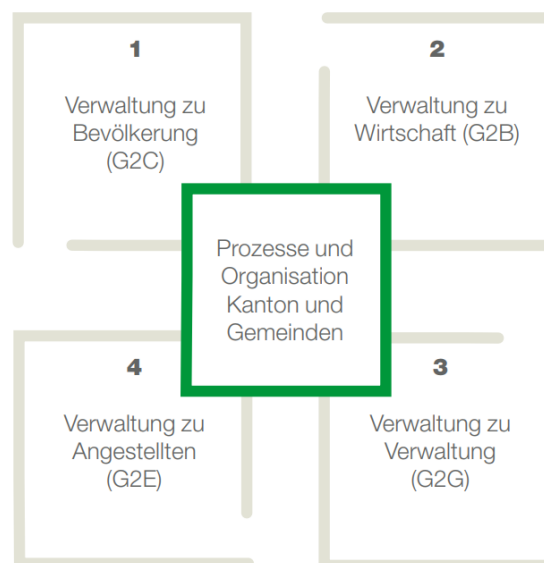 1
Verwaltung zu
Bevölkerung
(G2C)
2
Verwaltung zu
Wirtschaft (G2B)
Prozesse und
Organisation
Kanton und
Gemeinden
4
Verwaltung zu
Angestellten
(G2E)
3
Verwaltung zu
Verwaltung
(G2G)